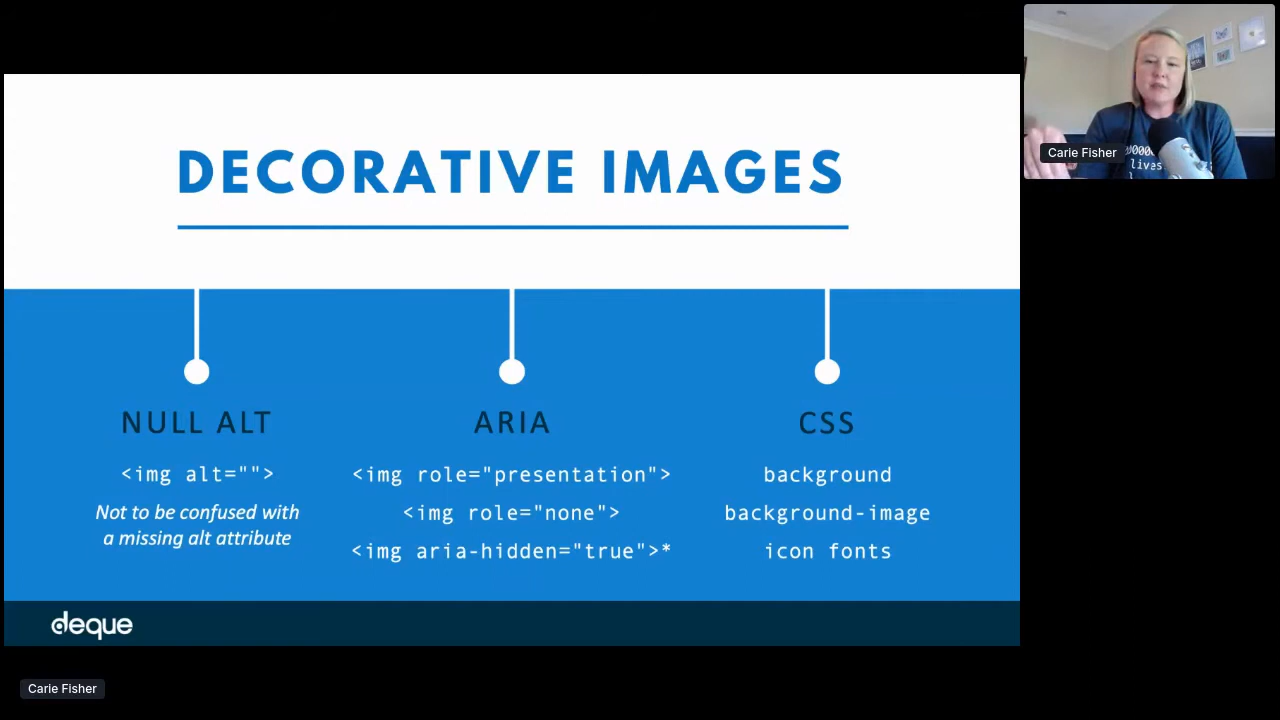 DECORATIVE IMAGES
NULL ALT
<img alt="">
Not to be confused with
a missing alt attribute
ARIA
<img role="presentation">
<img role="none">
<img aria-hidden="true">*
CSS
background
background-image
icon fonts
deque
Carie Fisher
lives
Carie Fisher